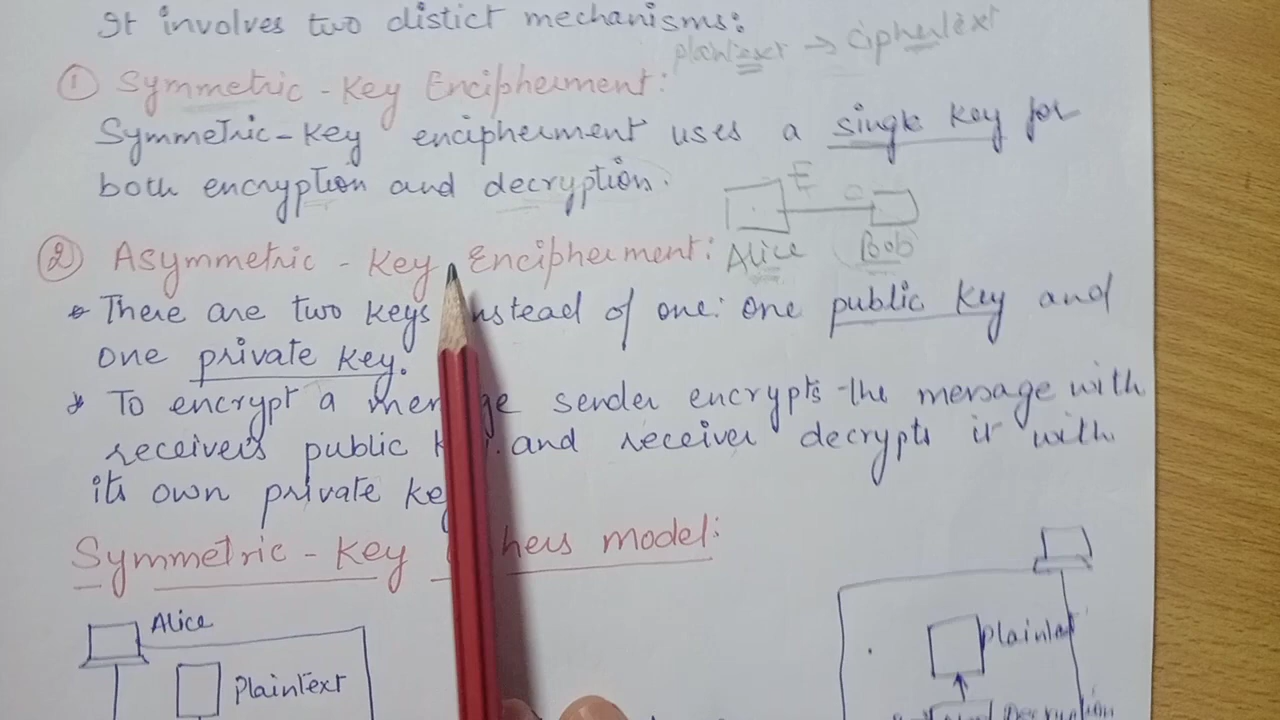 It involves two distict mechanisms:
plaintext → Ciphertext
① Symmetric - Key Encipherment:
Symmetric - Key encipherment uses a single key for
both encryption and decryption.
E C
Alice Bob
② Asymmetric - Key Encipherment:
* There are two keys instead of one: one public key and
one private key.
* To encrypt a message sender encrypts the message with
receiver's public and receiver decrypts it with
its own private
Symmetric - Key model:
Alice
Plaintext
Plaintext
Decryption